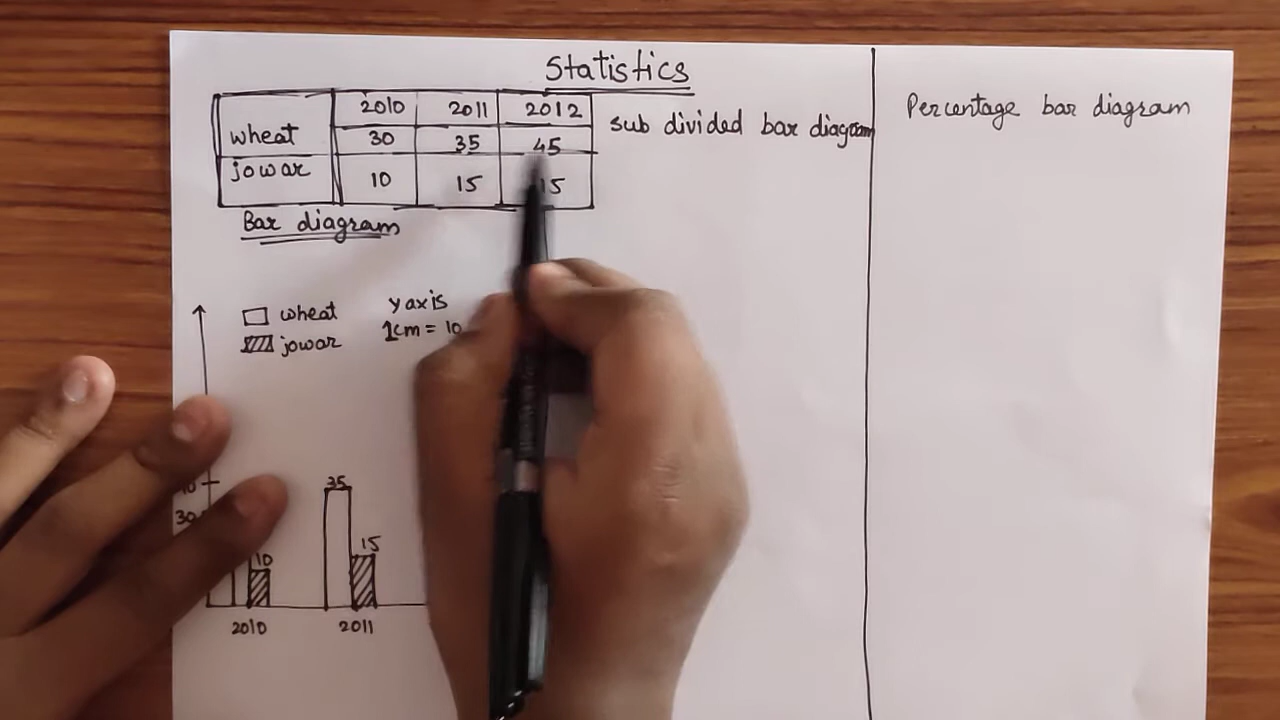 Statistics
2010 2011 2012
wheat 30 35 45
jowar 10 15 15
Bar diagram
sub divided bar diagram
Percentage bar diagram
wheat
jowar
y axis
1cm = 10
35
30
15
10
2010 2011